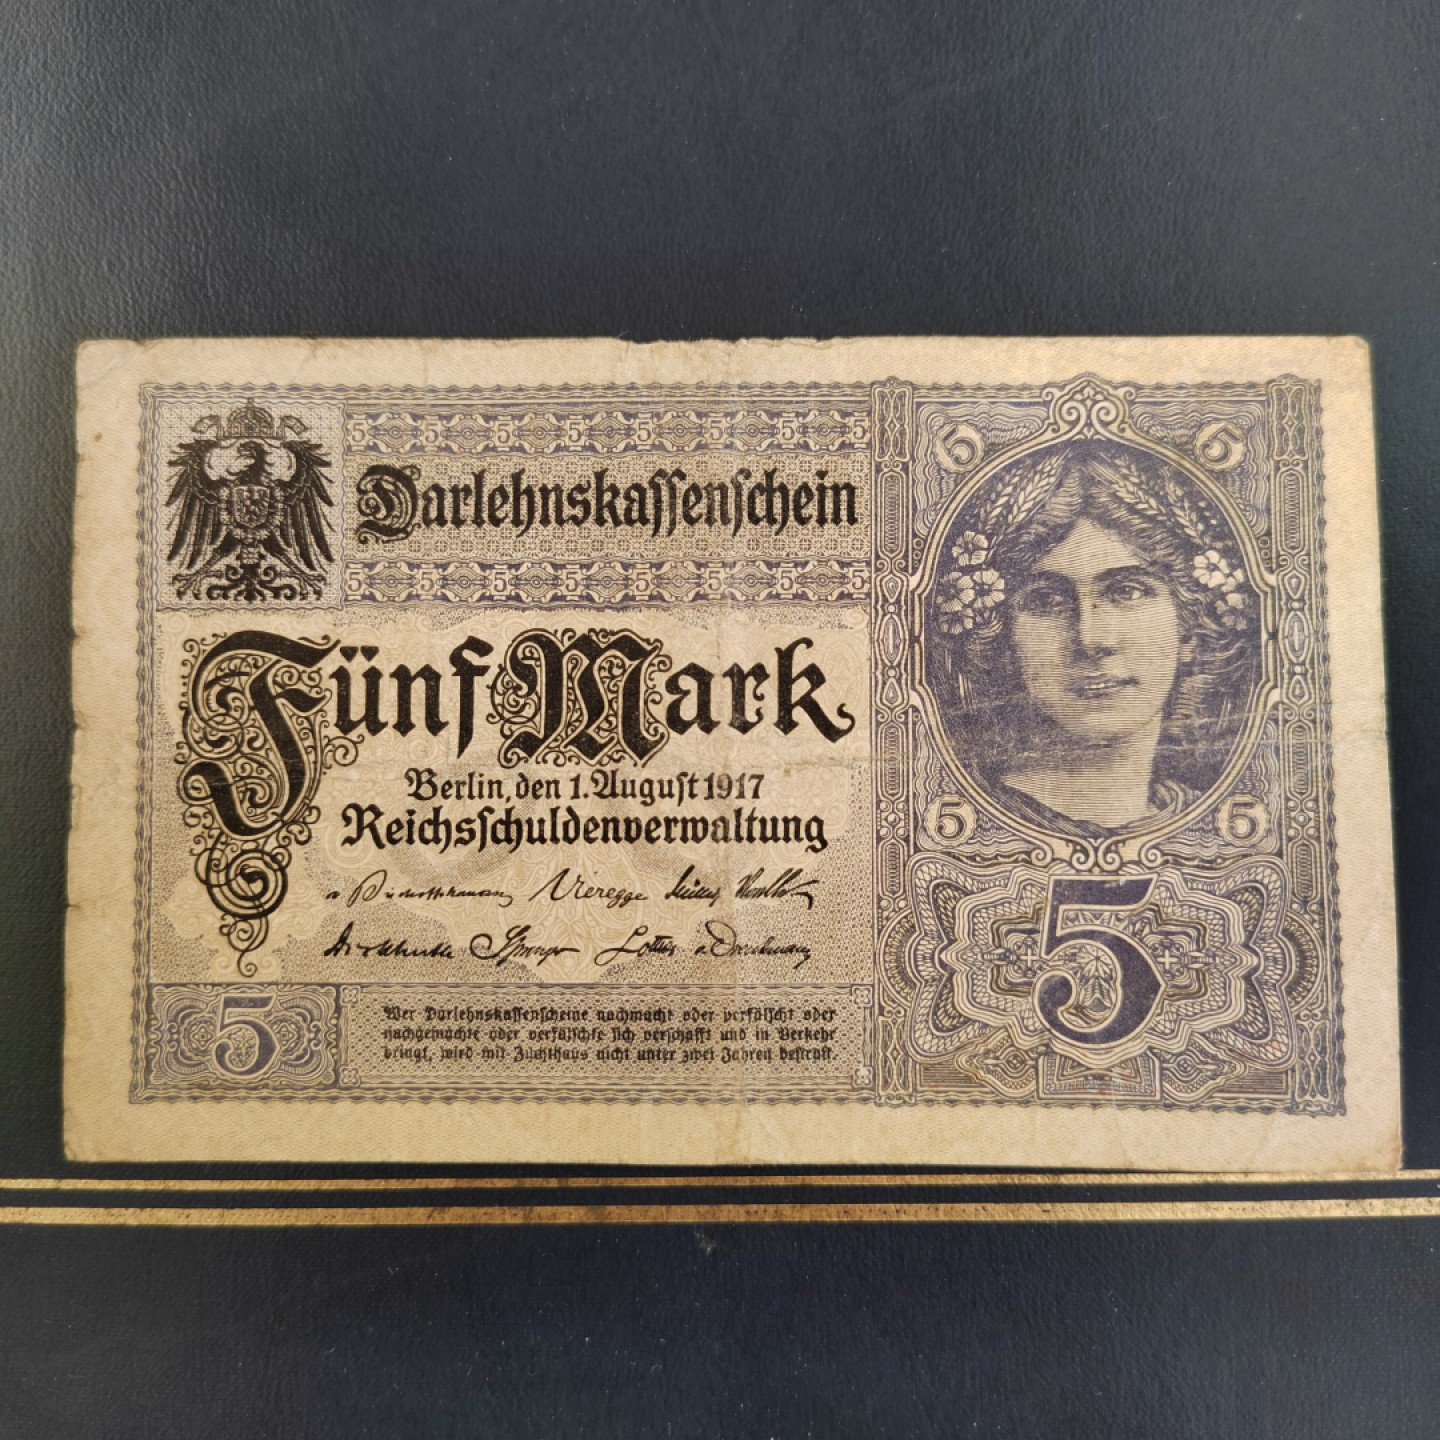 5 5 5 5 5 5 5 5
Darlehnskassenschein
5 5 5 5 5 5 5 5
Fünf Mark
Berlin, den 1. August 1917
Reichsschuldenverwaltung
Vieregge
Springer
Wer Darlehnskassenscheine nachmacht oder verfälscht oder
nachgemachte oder verfälschte sich verschafft und in Verkehr
bringt, wird mit Zuchthaus nicht unter zwei Jahren bestraft.
5
5 5
5 5
5